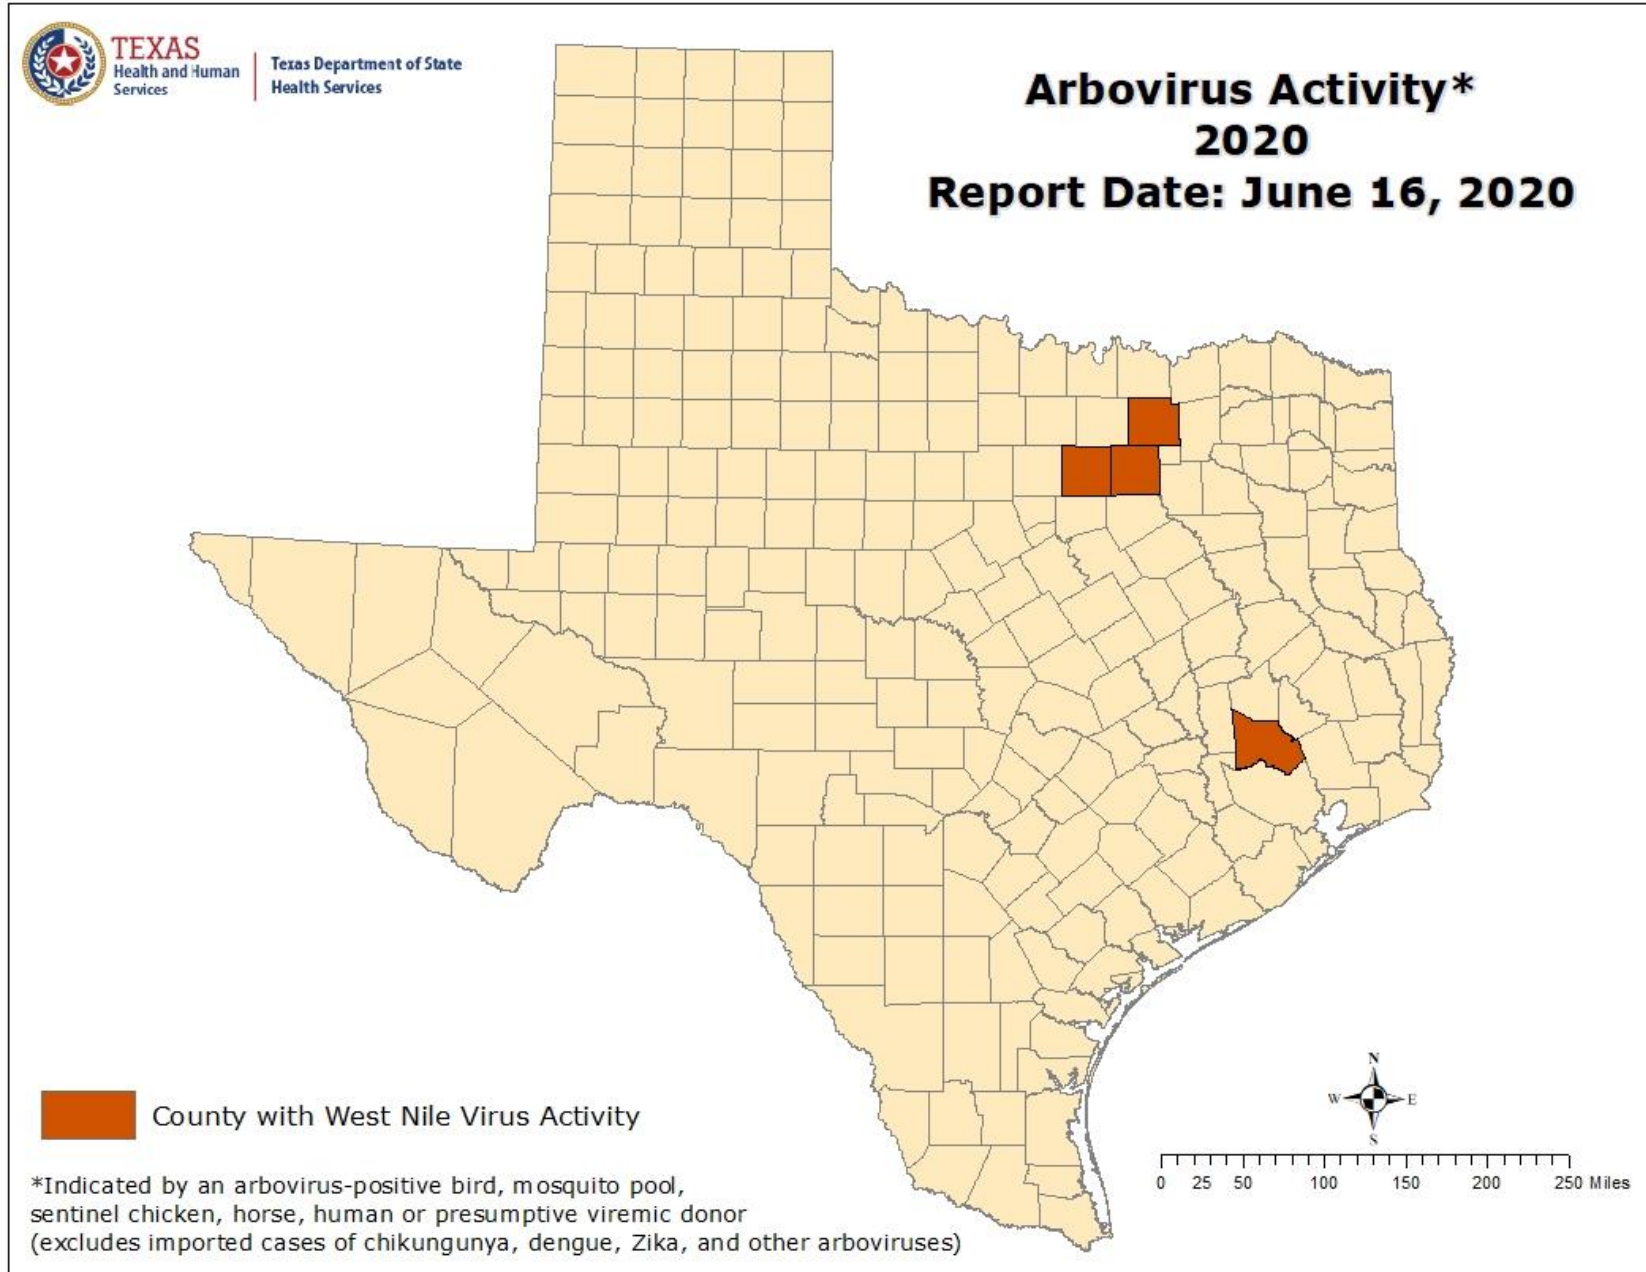 TEXAS
Health and Human
Services
Texas Department of State
Health Services
Arbovirus Activity*
2020
Report Date: June 16, 2020
County with West Nile Virus Activity
*Indicated by an arbovirus-positive bird, mosquito pool,
sentinel chicken, horse, human or presumptive viremic donor
(excludes imported cases of chikungunya, dengue, Zika, and other arboviruses)
N
W E
S
0 25 50 100 150 200 250 Miles